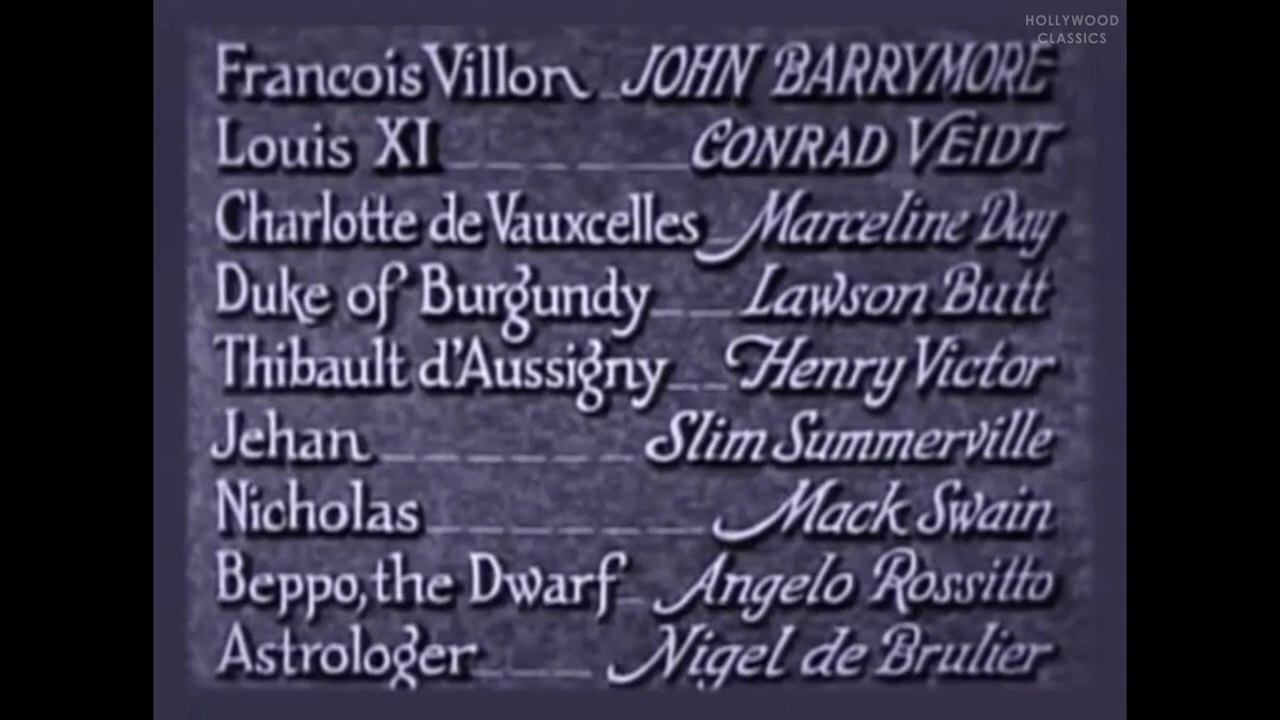 HOLLYWOOD
CLASSICS
Francois Villon JOHN BARRYMORE
Louis XI CONRAD VEIDT
Charlotte de Vauxcelles Marceline Day
Duke of Burgundy Lawson Butt
Thibault d'Aussigny Henry Victor
Jehan Slim Summerville
Nicholas Mack Swain
Beppo, the Dwarf Angelo Rossitto
Astrologer Nigel de Brulier